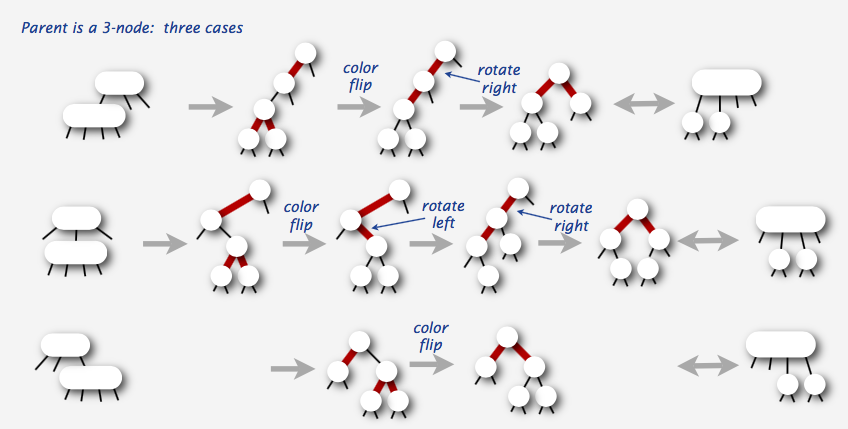 Parent is a 3-node: three cases
color
flip
rotate
right
color
flip
rotate
left
rotate
right
color
flip